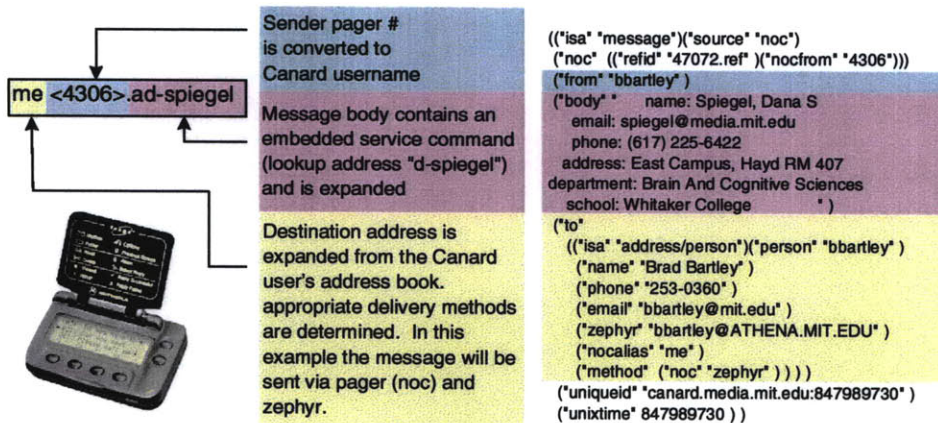 me <4306>.ad-spiegel
Sender pager #
is converted to
Canard username
Message body contains an
embedded service command
(lookup address "d-spiegel")
and is expanded
Destination address is
expanded from the Canard
user's address book.
appropriate delivery methods
are determined. In this
example the message will be
sent via pager (noc) and
zephyr.
(("isa" "message")("source" "noc")
("noc" (("refid" "47072.ref" )("nocfrom" "4306")))
("from" "bbartley" )
("body" " name: Spiegel, Dana S
email: spiegel@media.mit.edu
phone: (617) 225-6422
address: East Campus, Hayd RM 407
department: Brain And Cognitive Sciences
school: Whitaker College " )
("to"
(("isa" "address/person")("person" "bbartley" )
("name" "Brad Bartley" )
("phone" "253-0360" )
("email" "bbartley@mit.edu" )
("zephyr" "bbartley@ATHENA.MIT.EDU" )
("nocalias" "me" )
("method" ("noc" "zephyr" ) ) ) )
("uniqueid" "canard.media.mit.edu:847989730" )
("unixtime" 847989730 ) )